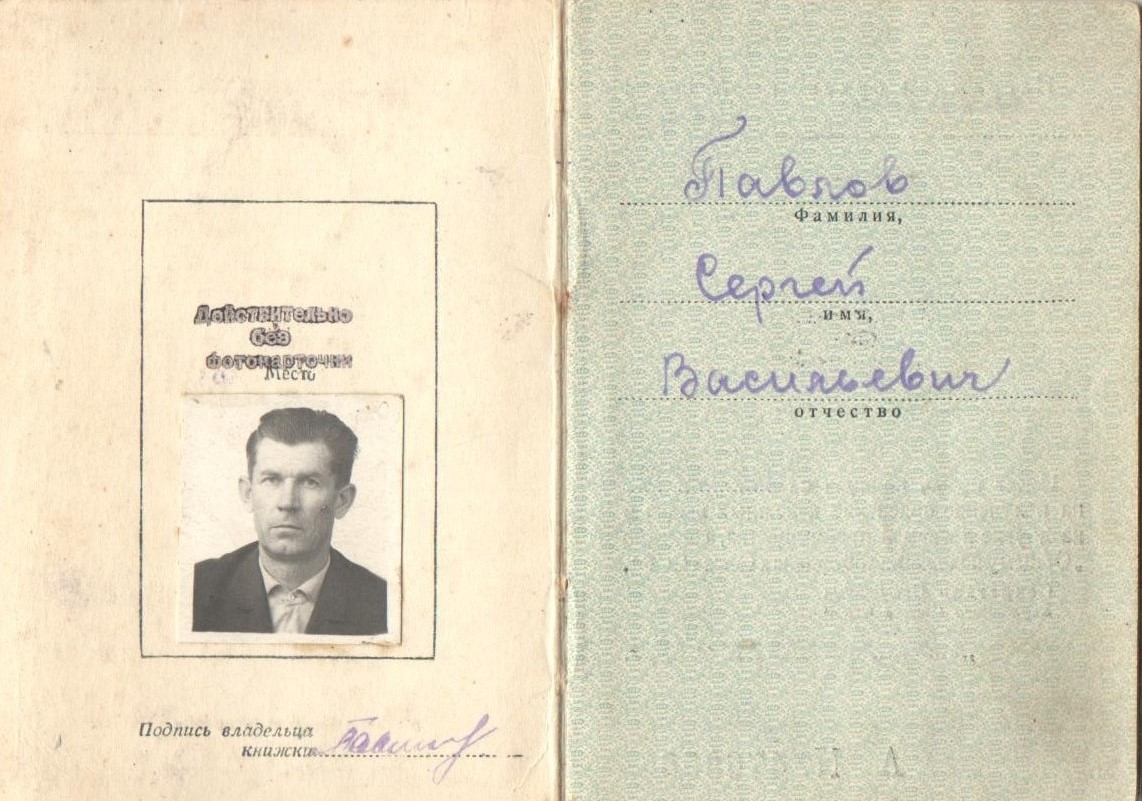 Действительно
без
фотокарточки
Место
Подпись владельца
книжки
Павлов
Фамилия,
Сергей
имя,
Васильевич
отчество